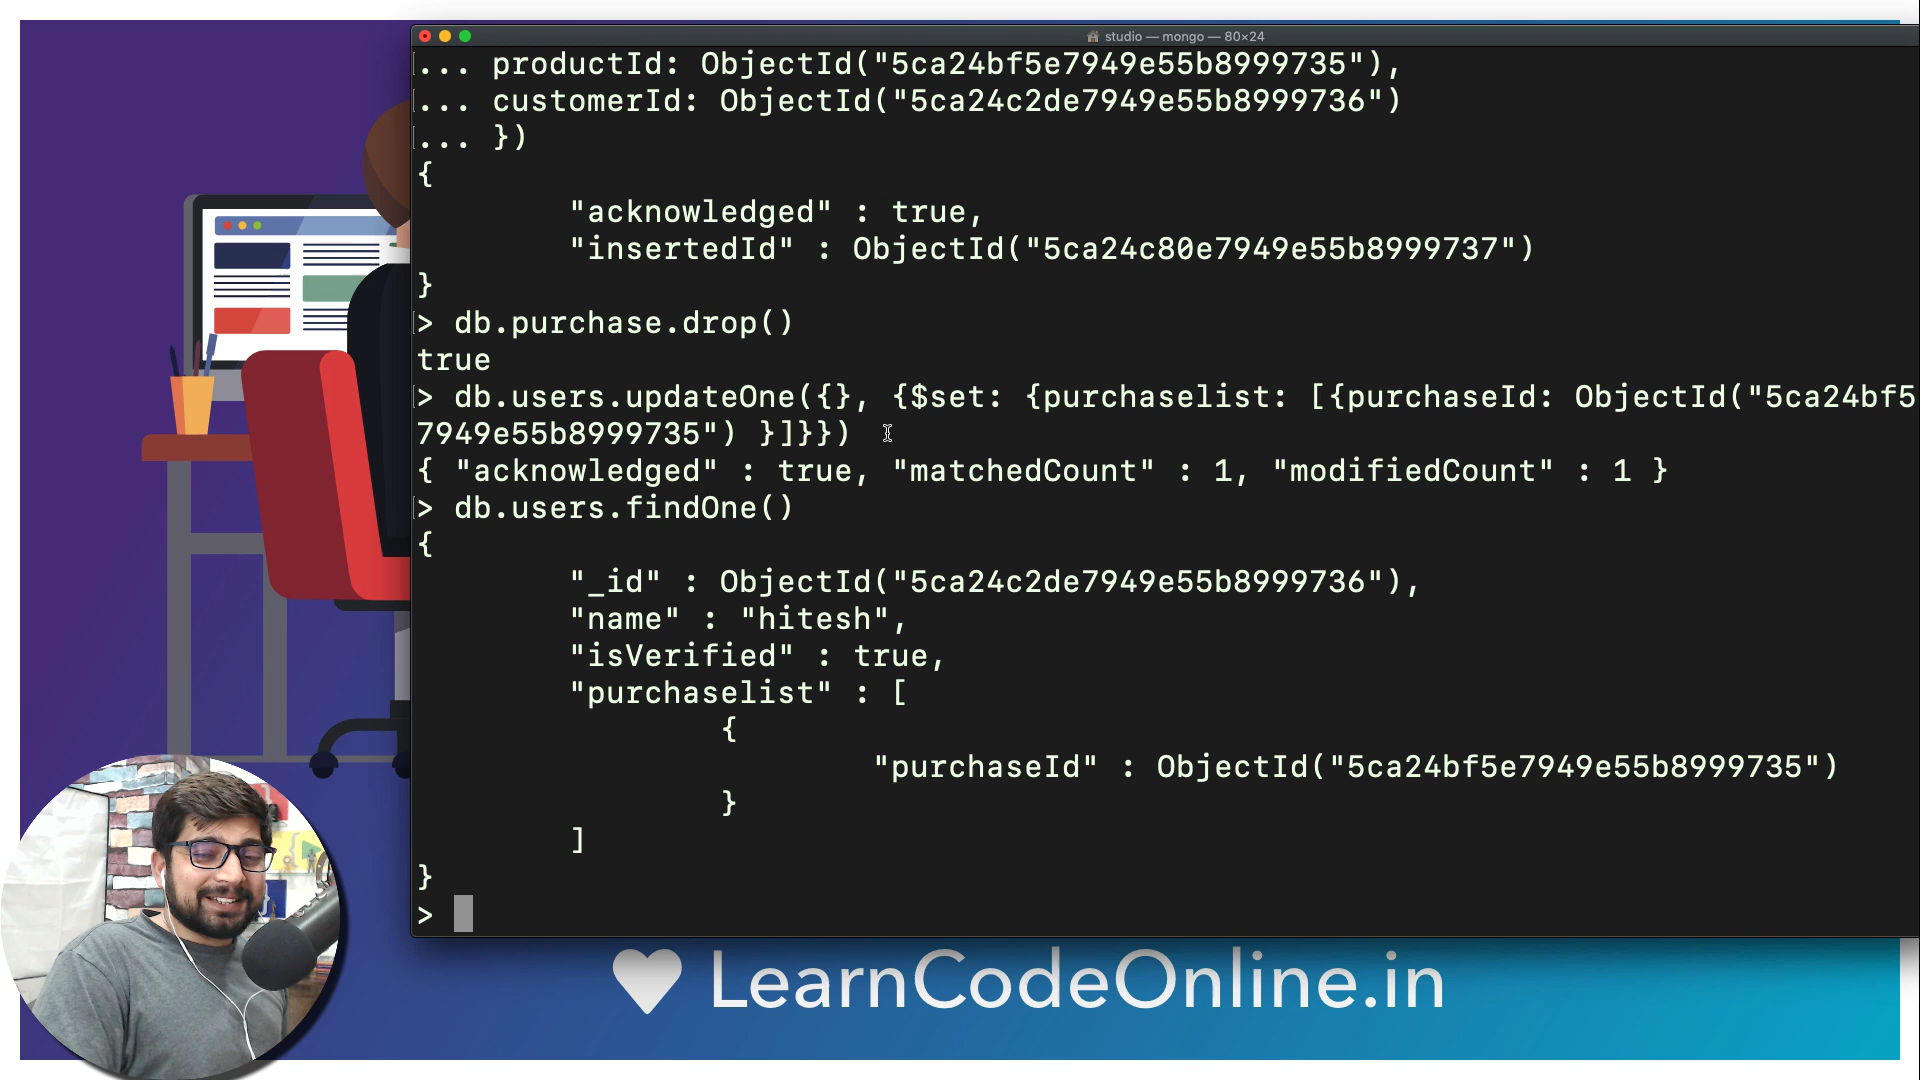 studio — mongo — 80×24
... productId: ObjectId("5ca24bf5e7949e55b8999735"),
... customerId: ObjectId("5ca24c2de7949e55b8999736")
... })
{
"acknowledged" : true,
"insertedId" : ObjectId("5ca24c80e7949e55b8999737")
}
> db.purchase.drop()
true
> db.users.updateOne({}, {$set: {purchaselist: [{purchaseId: ObjectId("5ca24bf5
7949e55b8999735") }]}})
{ "acknowledged" : true, "matchedCount" : 1, "modifiedCount" : 1 }
> db.users.findOne()
{
"_id" : ObjectId("5ca24c2de7949e55b8999736"),
"name" : "hitesh",
"isVerified" : true,
"purchaselist" : [
{
"purchaseId" : ObjectId("5ca24bf5e7949e55b8999735")
}
]
}
>
LearnCodeOnline.in